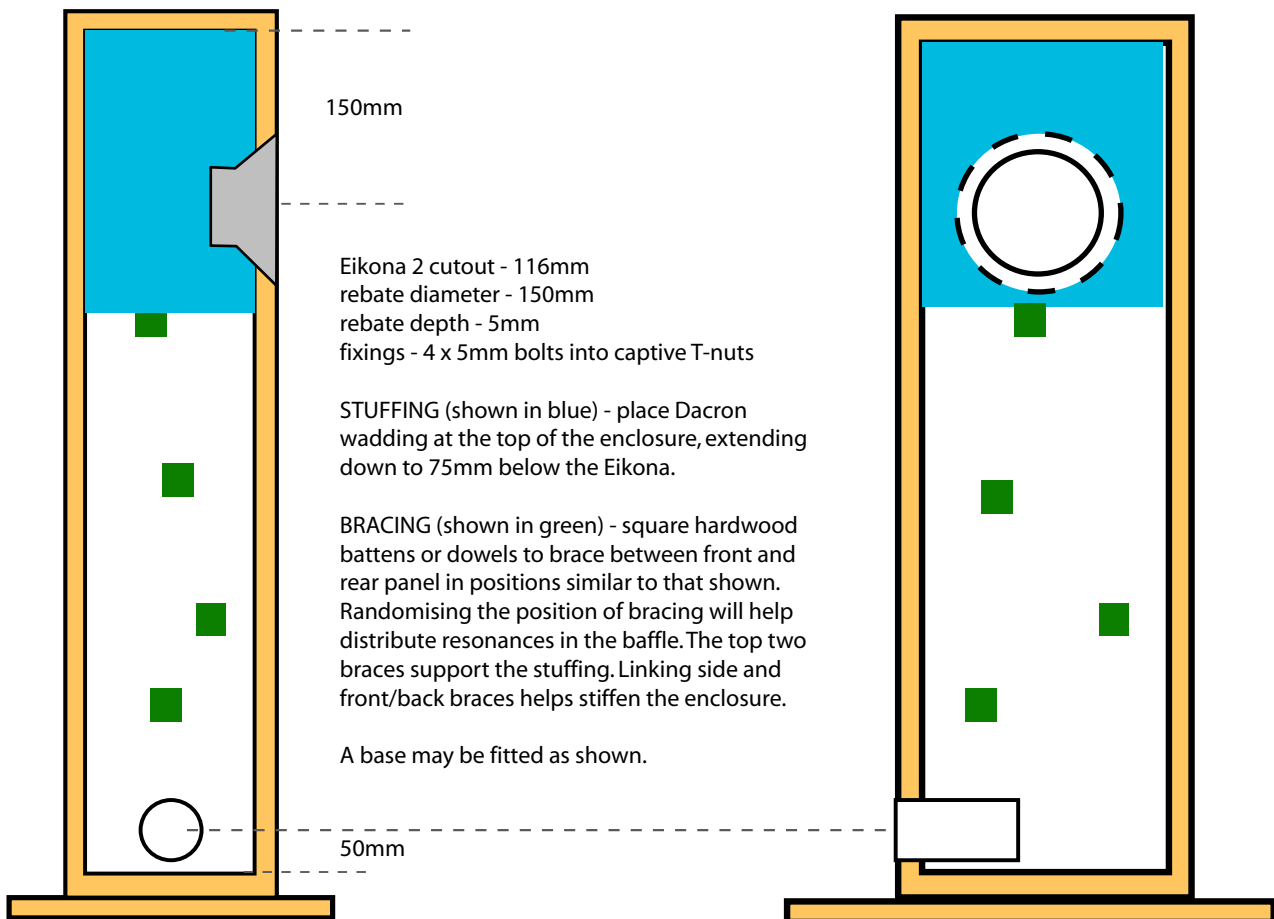 150mm
Eikona 2 cutout - 116mm
rebate diameter - 150mm
rebate depth - 5mm
fixings - 4 x 5mm bolts into captive T-nuts
STUFFING (shown in blue) - place Dacron
wadding at the top of the enclosure, extending
down to 75mm below the Eikona.
BRACING (shown in green) - square hardwood
battens or dowels to brace between front and
rear panel in positions similar to that shown.
Randomising the position of bracing will help
distribute resonances in the baffle. The top two
braces support the stuffing. Linking side and
front/back braces helps stiffen the enclosure.
A base may be fitted as shown.
50mm